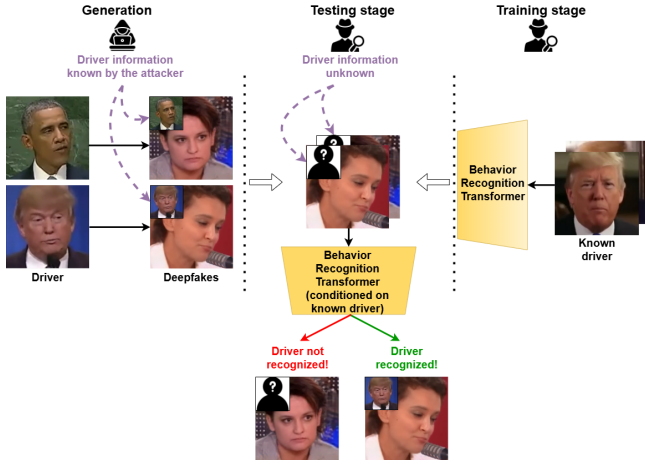 Generation
Testing stage
Training stage
Driver information
known by the attacker
Driver information
unknown
?
?
Behavior
Recognition
Transformer
Driver
Deepfakes
Known
driver
Behavior
Recognition
Transformer
(conditioned on
known driver)
Driver not
recognized!
Driver
recognized!
?